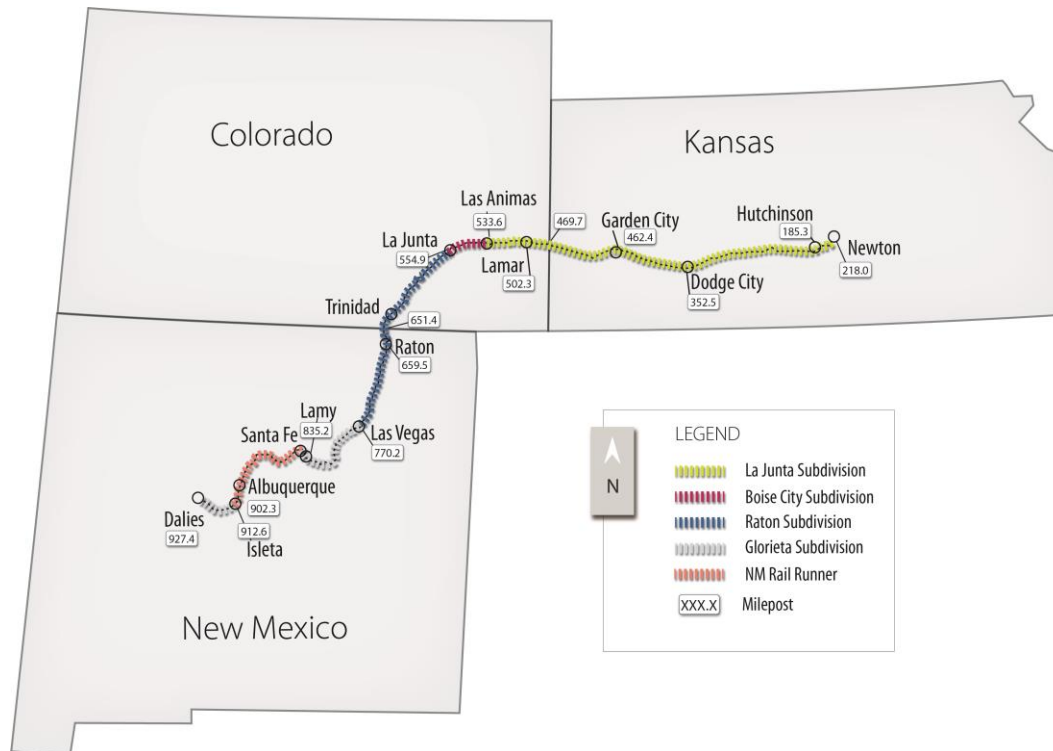 Colorado
Kansas
Las Animas
533.6
469.7
Garden City
462.4
Hutchinson
185.3
Newton
218.0
La Junta
554.9
Lamar
502.3
Dodge City
352.5
Trinidad
651.4
Raton
659.5
Lamy
835.2
Santa Fe
Las Vegas
770.2
Albuquerque
902.3
Dalies
927.4
912.6
Isleta
New Mexico
N
LEGEND
La Junta Subdivision
Boise City Subdivision
Raton Subdivision
Glorieta Subdivision
NM Rail Runner
XXX.X Milepost